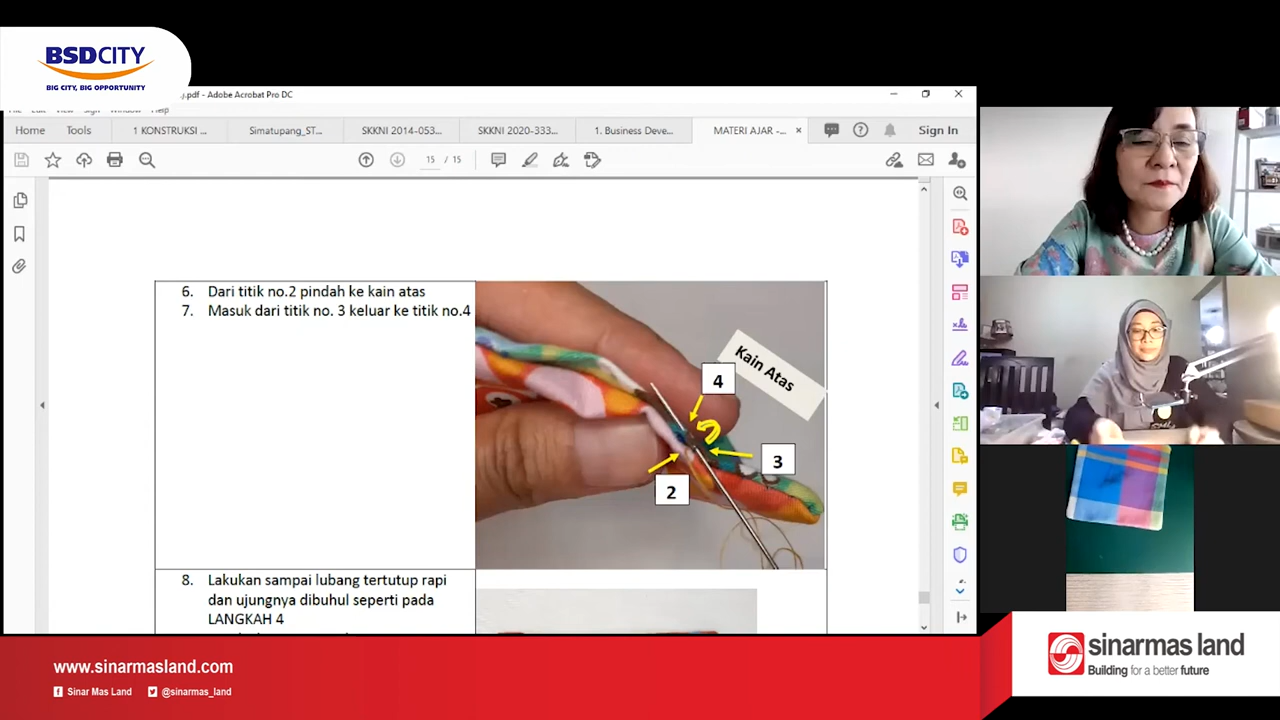 BSDCITY
BIG CITY, BIG OPPORTUNITY
.pdf - Adobe Acrobat Pro DC
Home
Tools
1 KONSTRUKSI ...
Simatupang_ST...
SKKNI 2014-053...
SKKNI 2020-333...
1. Business Deve...
MATERI AJAR -...
Sign In
15 / 15
6. Dari titik no.2 pindah ke kain atas
7. Masuk dari titik no. 3 keluar ke titik no.4
Kain Atas
4
3
2
8. Lakukan sampai lubang tertutup rapi
dan ujungnya dibuhul seperti pada
LANGKAH 4
www.sinarmasland.com
Sinar Mas Land
@sinarmas_land
sinarmas land
Building for a better future